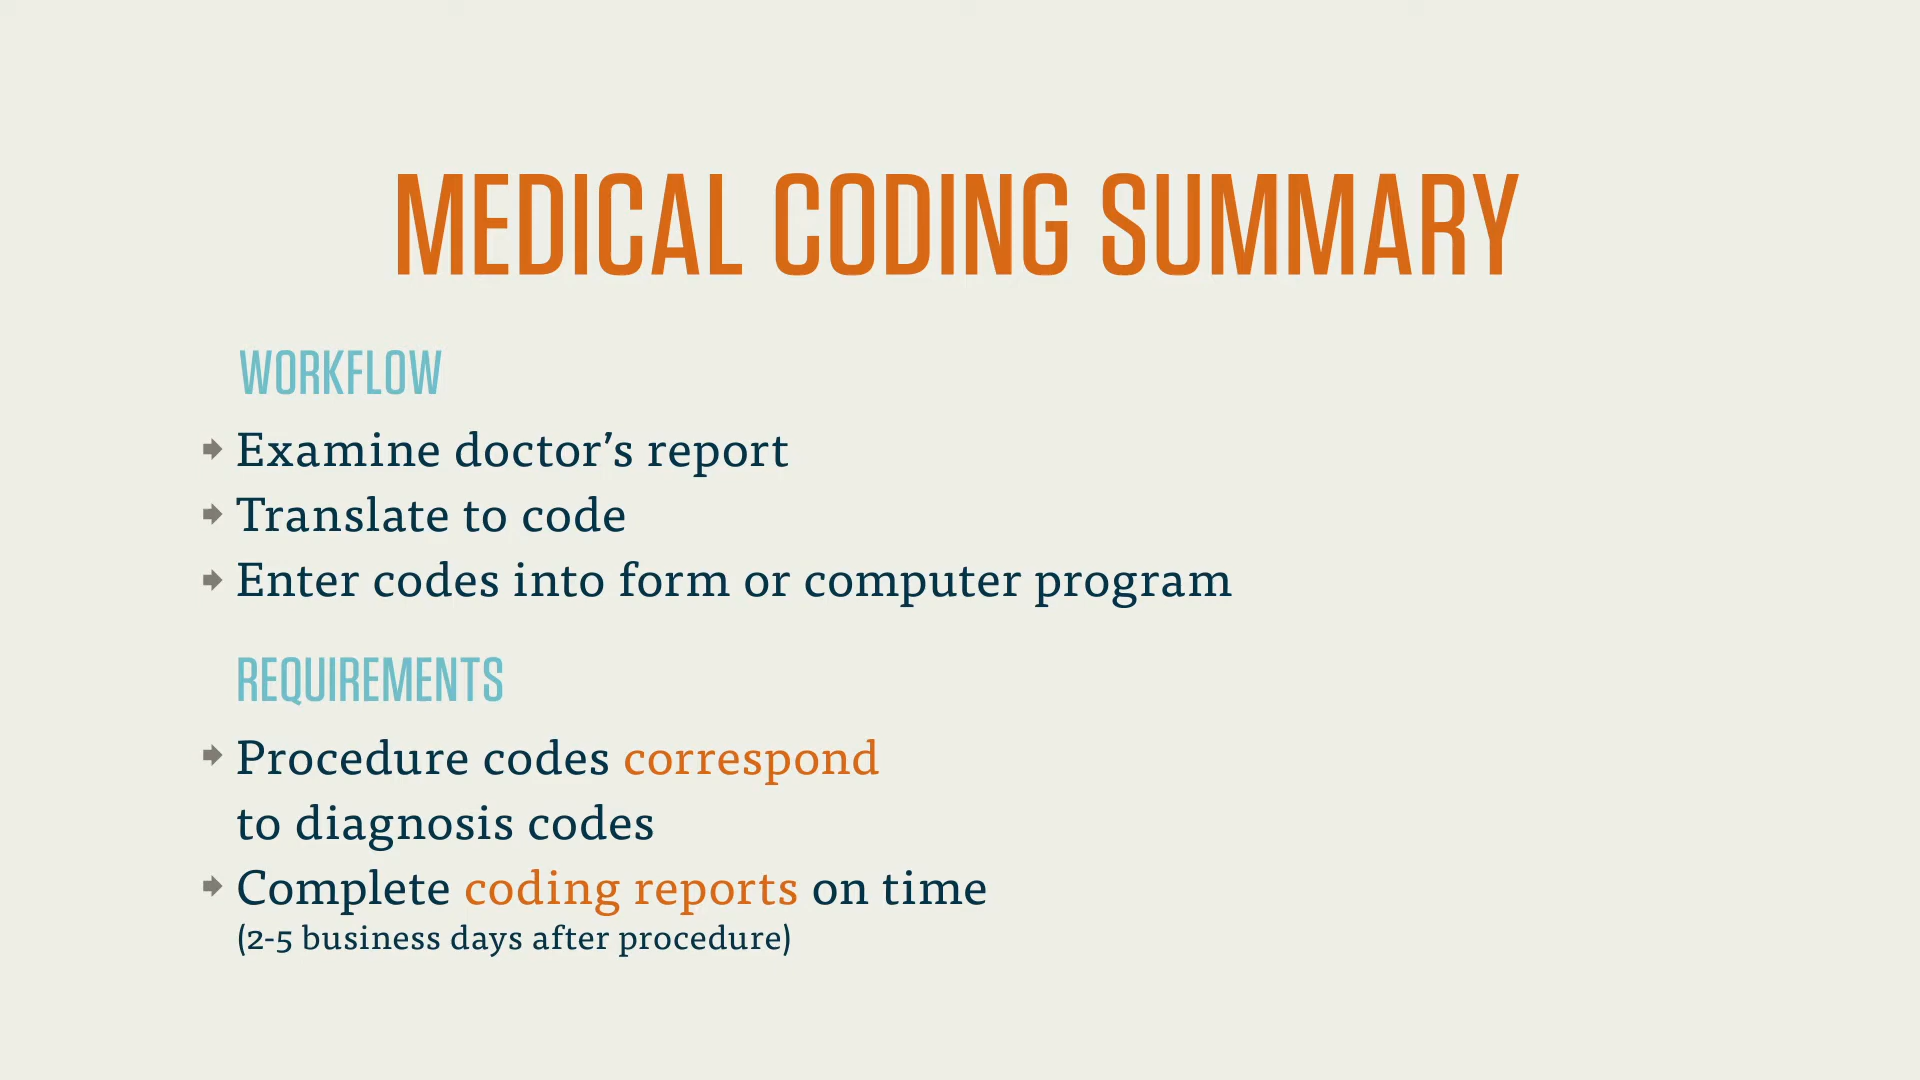 MEDICAL CODING SUMMARY
WORKFLOW
Examine doctor’s report
Translate to code
Enter codes into form or computer program
REQUIREMENTS
Procedure codes correspond
to diagnosis codes
Complete coding reports on time
(2-5 business days after procedure)